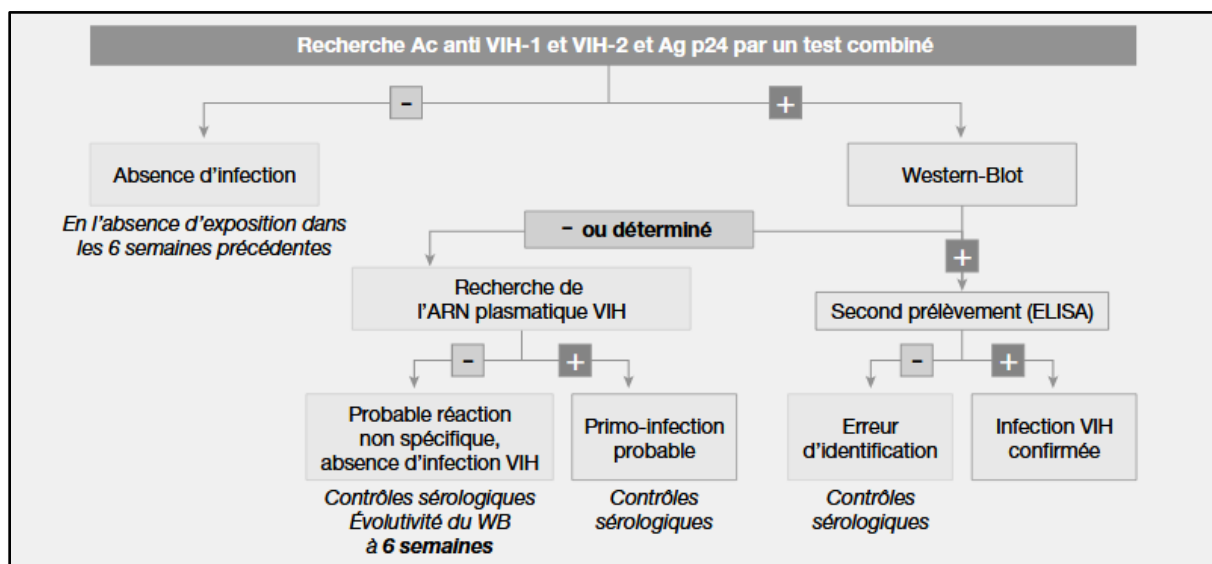 Recherche Ac anti VIH-1 et VIH-2 et Ag p24 par un test combiné
-
+
Absence d'infection
En l'absence d'exposition dans
les 6 semaines précédentes
Western-Blot
- ou déterminé
+
Recherche de
l'ARN plasmatique VIH
Second prélèvement (ELISA)
-
+
-
+
Probable réaction
non spécifique,
absence d'infection VIH
Contrôles sérologiques
Évolutivité du WB
à 6 semaines
Primo-infection
probable
Contrôles
sérologiques
Erreur
d'identification
Contrôles
sérologiques
Infection VIH
confirmée